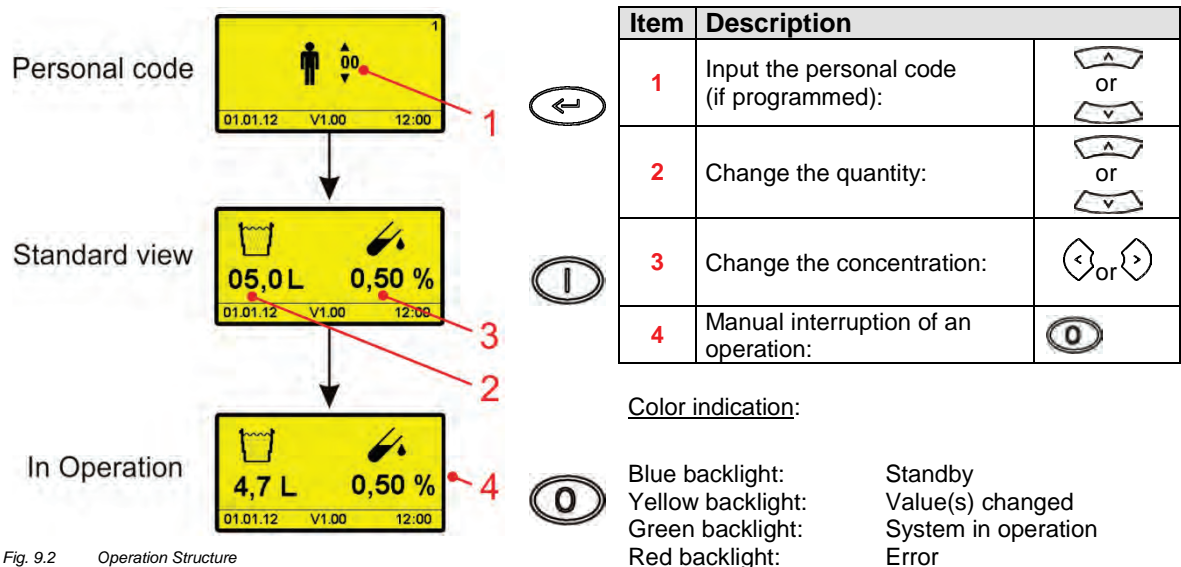 Personal code
1
00
01.01.12 V1.00 12:00
1
Standard view
05,0 L 0,50 %
01.01.12 V1.00 12:00
3
2
In Operation
4,7 L 0,50 %
4
01.01.12 V1.00 12:00
I
0
Fig. 9.2 Operation Structure
Item Description
1 Input the personal code
(if programmed):
or
2 Change the quantity:
or
3 Change the concentration: or
4 Manual interruption of an
operation: 0
Color indication:
Blue backlight: Standby
Yellow backlight: Value(s) changed
Green backlight: System in operation
Red backlight: Error